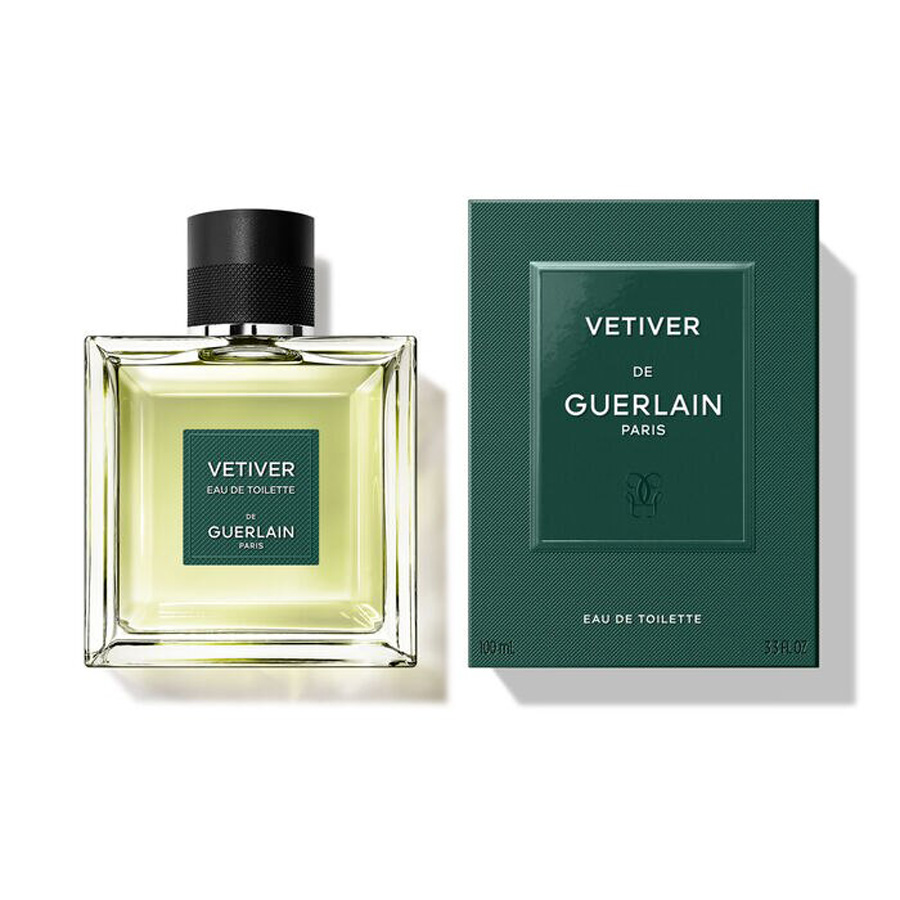 VETIVER
EAU DE TOILETTE
DE
GUERLAIN
PARIS
VETIVER
DE
GUERLAIN
PARIS
EAU DE TOILETTE
100 mL
3.3 FL. OZ